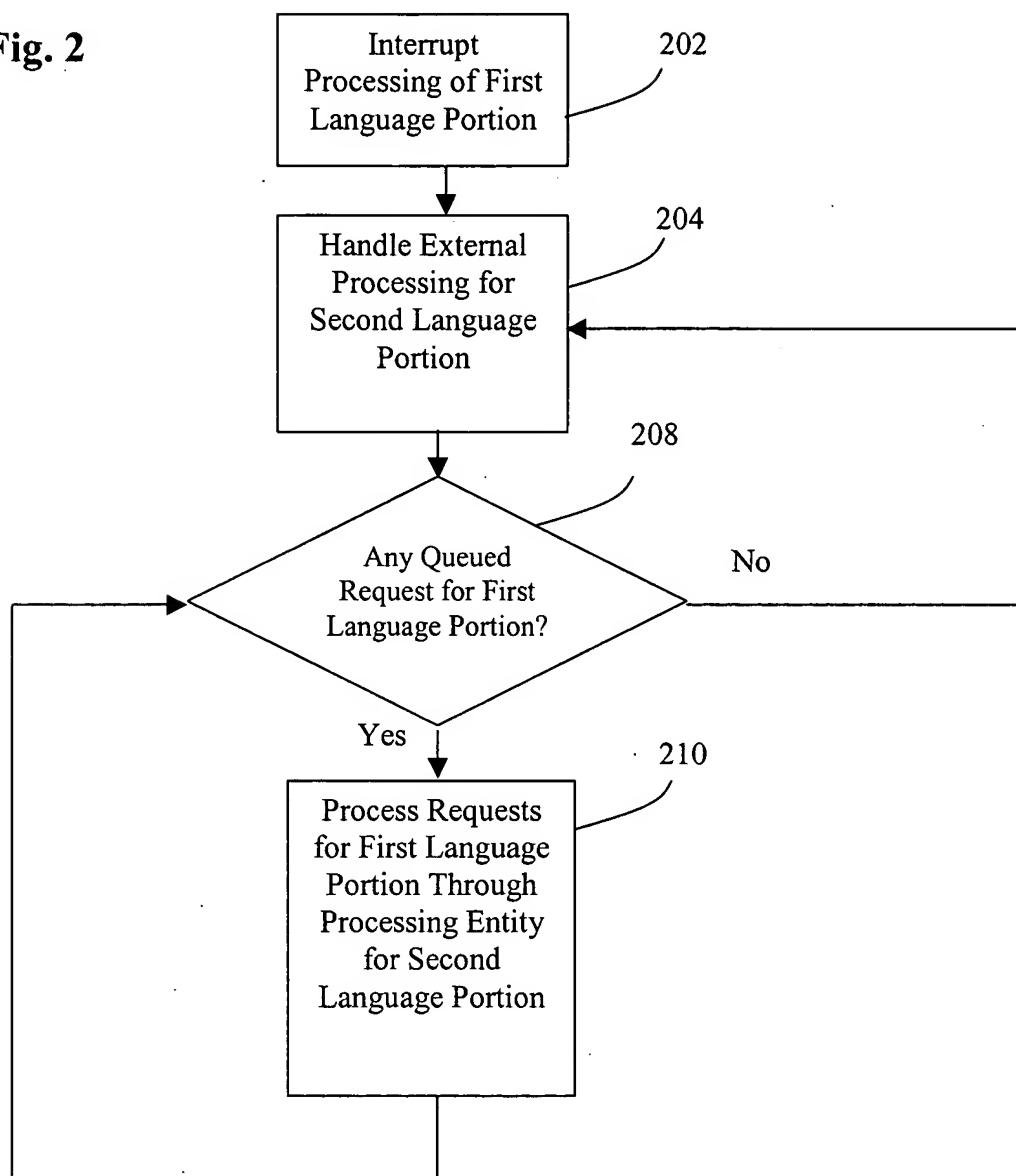 Fig. 2
Interrupt
Processing of First
Language Portion
202
Handle External
Processing for
Second Language
Portion
204
208
Any Queued
Request for First
Language Portion?
No
Yes
210
Process Requests
for First Language
Portion Through
Processing Entity
for Second
Language Portion